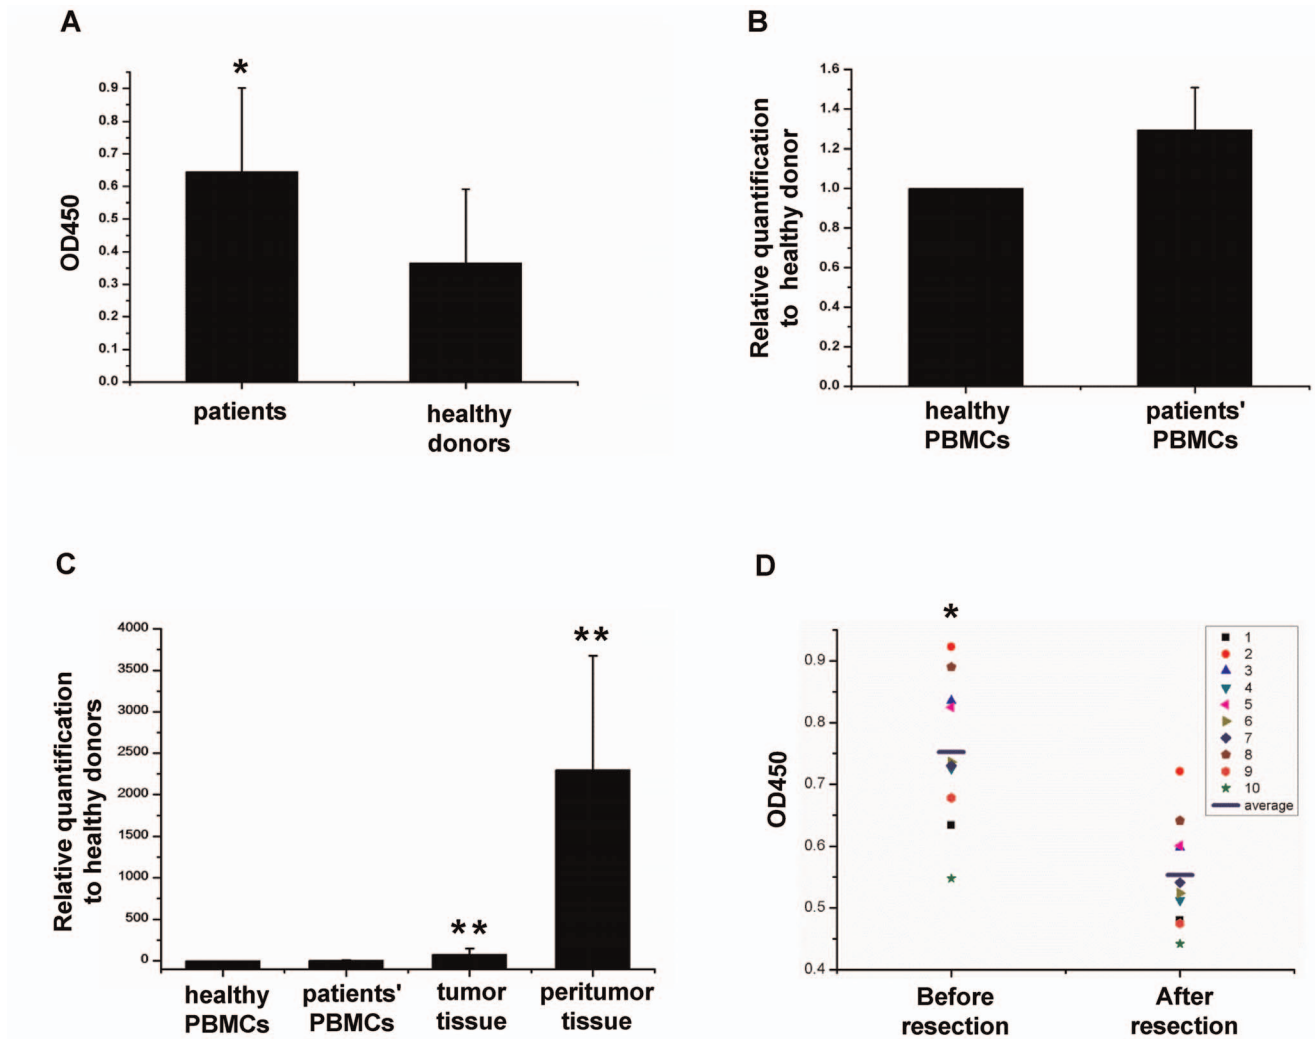 A
*
OD450
0.9
0.8
0.7
0.6
0.5
0.4
0.3
0.2
0.1
0.0
patients
healthy
donors
B
Relative quantification
to healthy donor
1.6
1.4
1.2
1.0
0.8
0.6
0.4
0.2
0.0
healthy
PBMCs
patients'
PBMCs
C
Relative quantification
to healthy donors
4000
3500
3000
2500
2000
1500
1000
500
0
**
**
healthy
PBMCs
patients'
PBMCs
tumor
tissue
peritumor
tissue
D
*
OD450
0.9
0.8
0.7
0.6
0.5
0.4
1
2
3
4
5
6
7
8
9
10
average
Before
resection
After
resection